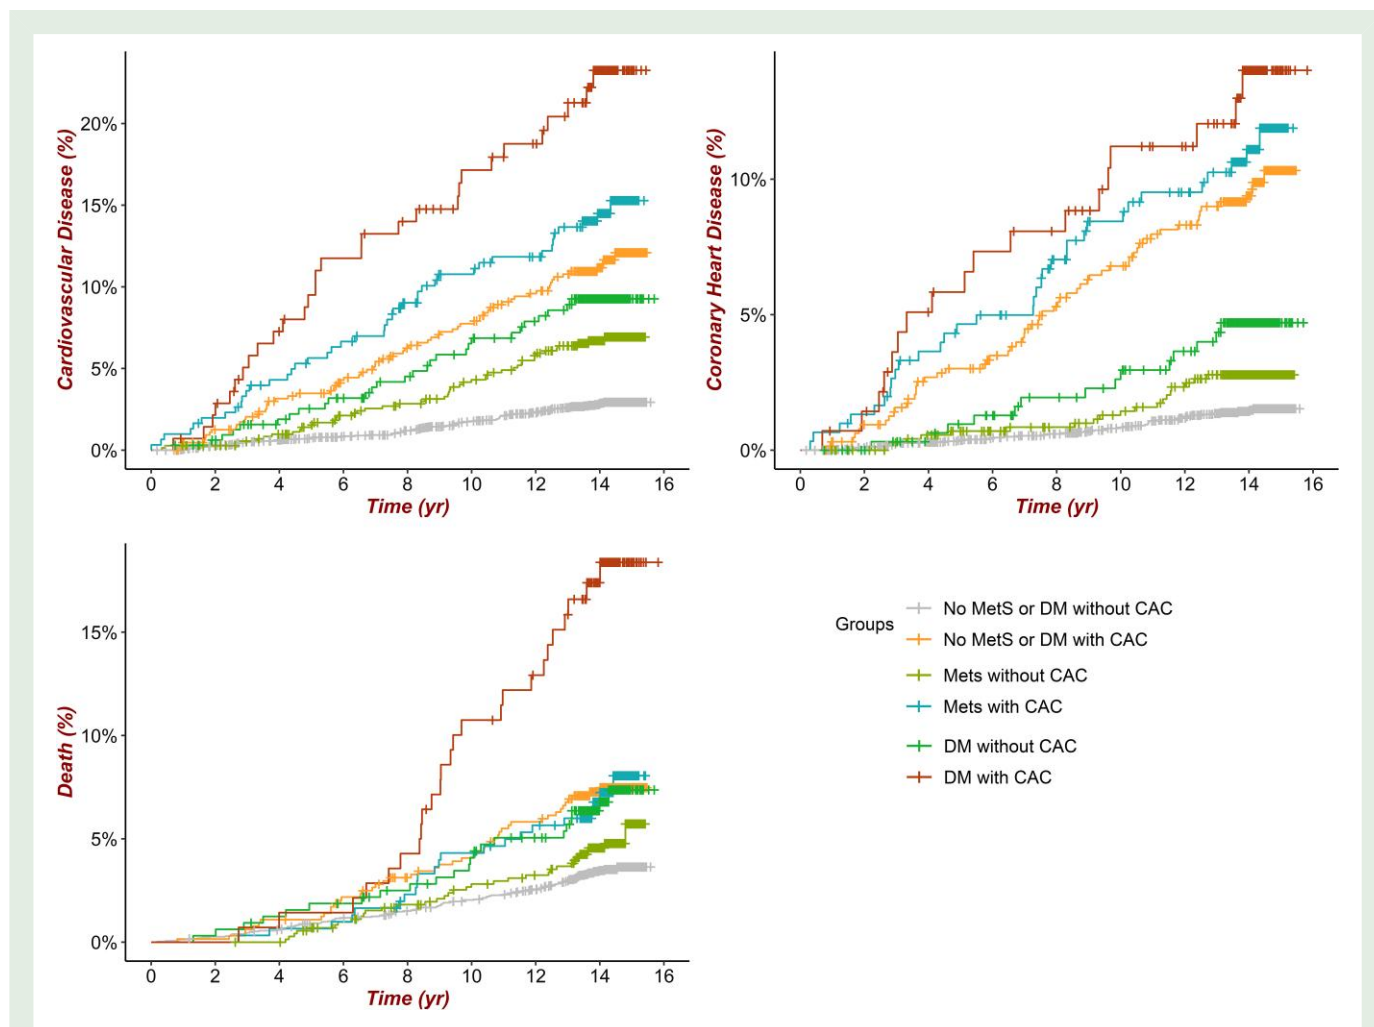 Cardiovascular Disease (%)
20%
15%
10%
5%
0%
0 2 4 6 8 10 12 14 16
Time (yr)
Coronary Heart Disease (%)
10%
5%
0%
0 2 4 6 8 10 12 14 16
Time (yr)
Death (%)
15%
10%
5%
0%
0 2 4 6 8 10 12 14 16
Time (yr)
Groups
No MetS or DM without CAC
No MetS or DM with CAC
Mets without CAC
Mets with CAC
DM without CAC
DM with CAC